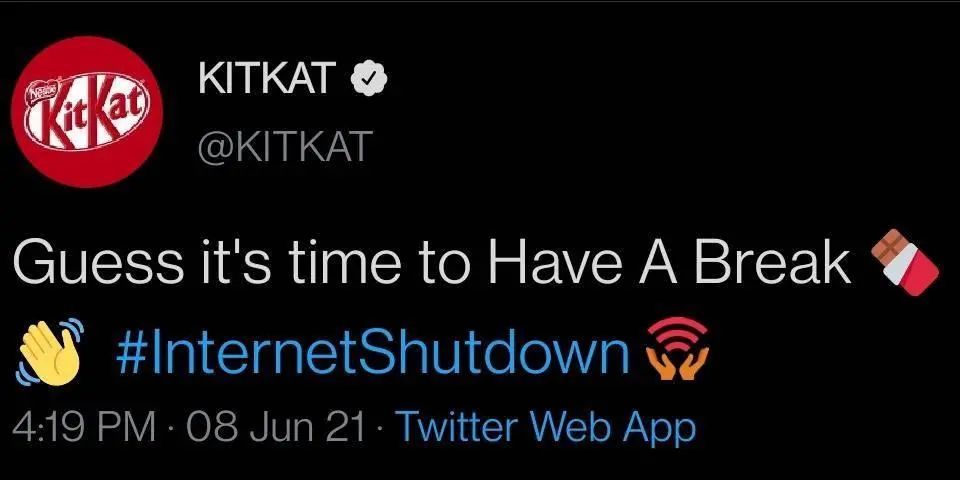 Nestlé
KitKat
KITKAT
@KITKAT
Guess it's time to Have A Break 🍫
👋 #InternetShutdown
4:19 PM · 08 Jun 21 · Twitter Web App